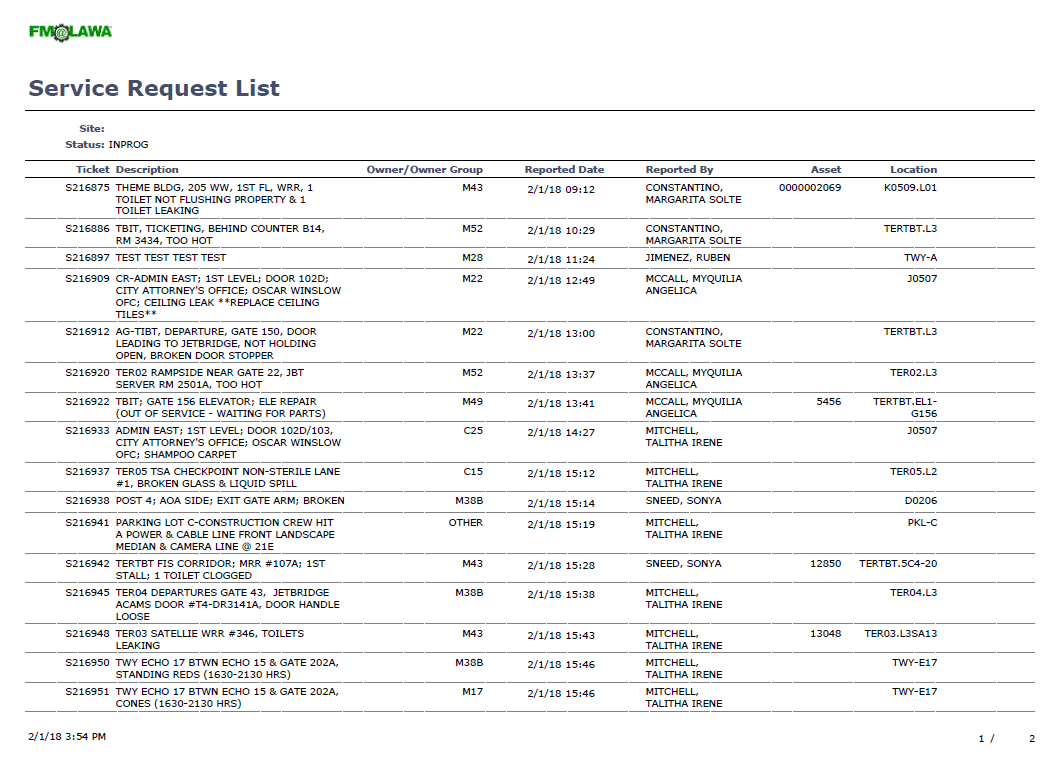 FM@LAWA
Service Request List
Site:
Status: INPROG
Ticket Description Owner/Owner Group Reported Date Reported By Asset Location
S216875 THEME BLDG, 205 WW, 1ST FL, WRR, 1 M43 2/1/18 09:12 CONSTANTINO, 0000002069 K0509.L01
TOILET NOT FLUSHING PROPERTY & 1 MARGARITA SOLTE
TOILET LEAKING
S216886 TBIT, TICKETING, BEHIND COUNTER B14, M52 2/1/18 10:29 CONSTANTINO, TERTBT.L3
RM 3434, TOO HOT MARGARITA SOLTE
S216897 TEST TEST TEST TEST M28 2/1/18 11:24 JIMENEZ, RUBEN TWY-A
S216909 CR-ADMIN EAST; 1ST LEVEL; DOOR 102D; M22 2/1/18 12:49 MCCALL, MYQUILIA J0507
CITY ATTORNEY'S OFFICE; OSCAR WINSLOW ANGELICA
OFC; CEILING LEAK **REPLACE CEILING
TILES**
S216912 AG-TIBT, DEPARTURE, GATE 150, DOOR M22 2/1/18 13:00 CONSTANTINO, TERTBT.L3
LEADING TO JETBRIDGE, NOT HOLDING MARGARITA SOLTE
OPEN, BROKEN DOOR STOPPER
S216920 TER02 RAMPSIDE NEAR GATE 22, JBT M52 2/1/18 13:37 MCCALL, MYQUILIA TER02.L3
SERVER RM 2501A, TOO HOT ANGELICA
S216922 TBIT; GATE 156 ELEVATOR; ELE REPAIR M49 2/1/18 13:41 MCCALL, MYQUILIA 5456 TERTBT.EL1-
(OUT OF SERVICE - WAITING FOR PARTS) ANGELICA G156
S216933 ADMIN EAST; 1ST LEVEL; DOOR 102D/103, C25 2/1/18 14:27 MITCHELL, J0507
CITY ATTORNEY'S OFFICE; OSCAR WINSLOW TALITHA IRENE
OFC; SHAMPOO CARPET
S216937 TER05 TSA CHECKPOINT NON-STERILE LANE C15 2/1/18 15:12 MITCHELL, TER05.L2
#1, BROKEN GLASS & LIQUID SPILL TALITHA IRENE
S216938 POST 4; AOA SIDE; EXIT GATE ARM; BROKEN M38B 2/1/18 15:14 SNEED, SONYA D0206
S216941 PARKING LOT C-CONSTRUCTION CREW HIT OTHER 2/1/18 15:19 MITCHELL, PKL-C
A POWER & CABLE LINE FRONT LANDSCAPE TALITHA IRENE
MEDIAN & CAMERA LINE @ 21E
S216942 TERTBT FIS CORRIDOR; MRR #107A; 1ST M43 2/1/18 15:28 SNEED, SONYA 12850 TERTBT.5C4-20
STALL; 1 TOILET CLOGGED
S216945 TER04 DEPARTURES GATE 43, JETBRIDGE M38B 2/1/18 15:38 MITCHELL, TER04.L3
ACAMS DOOR #T4-DR3141A, DOOR HANDLE TALITHA IRENE
LOOSE
S216948 TER03 SATELLIE WRR #346, TOILETS M43 2/1/18 15:43 MITCHELL, 13048 TER03.L3SA13
LEAKING TALITHA IRENE
S216950 TWY ECHO 17 BTWN ECHO 15 & GATE 202A, M38B 2/1/18 15:46 MITCHELL, TWY-E17
STANDING REDS (1630-2130 HRS) TALITHA IRENE
S216951 TWY ECHO 17 BTWN ECHO 15 & GATE 202A, M17 2/1/18 15:46 MITCHELL, TWY-E17
CONES (1630-2130 HRS) TALITHA IRENE
2/1/18 3:54 PM 1 / 2